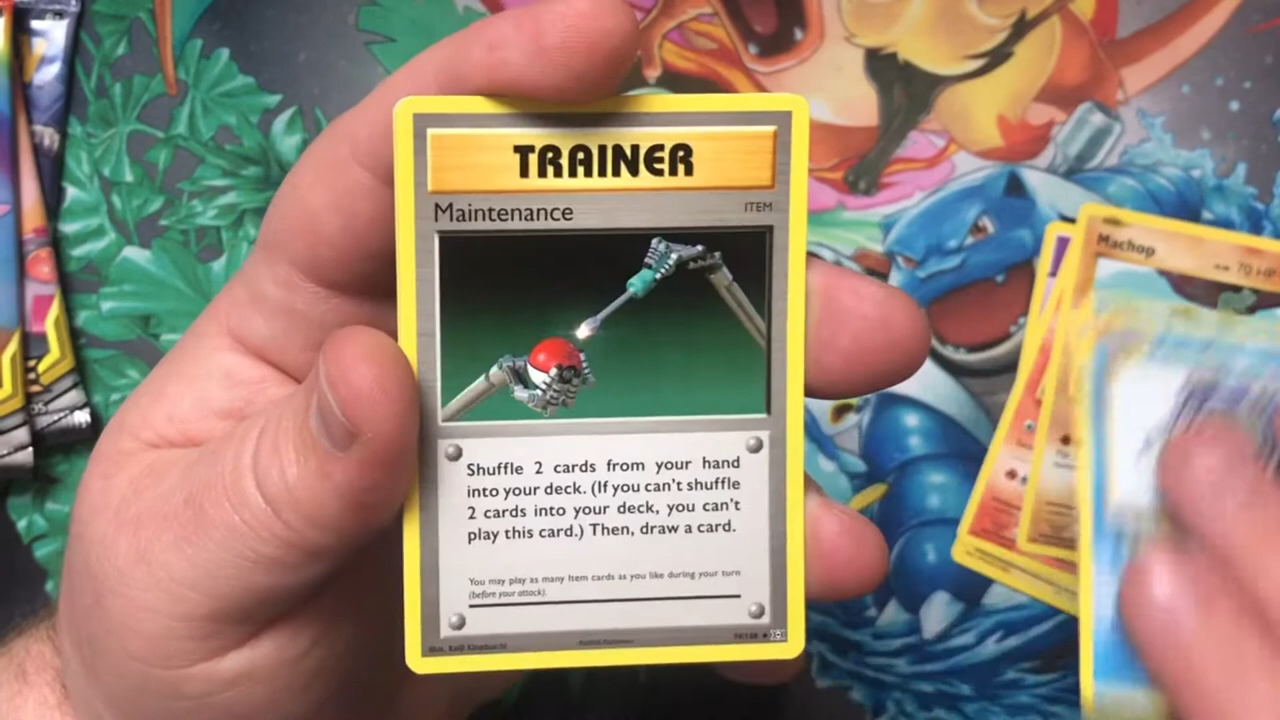 TRAINER
Maintenance
ITEM
Shuffle 2 cards from your hand
into your deck. (If you can't shuffle
2 cards into your deck, you can't
play this card.) Then, draw a card.
You may play as many Item cards as you like during your turn
(before your attack).
Machop
70 HP